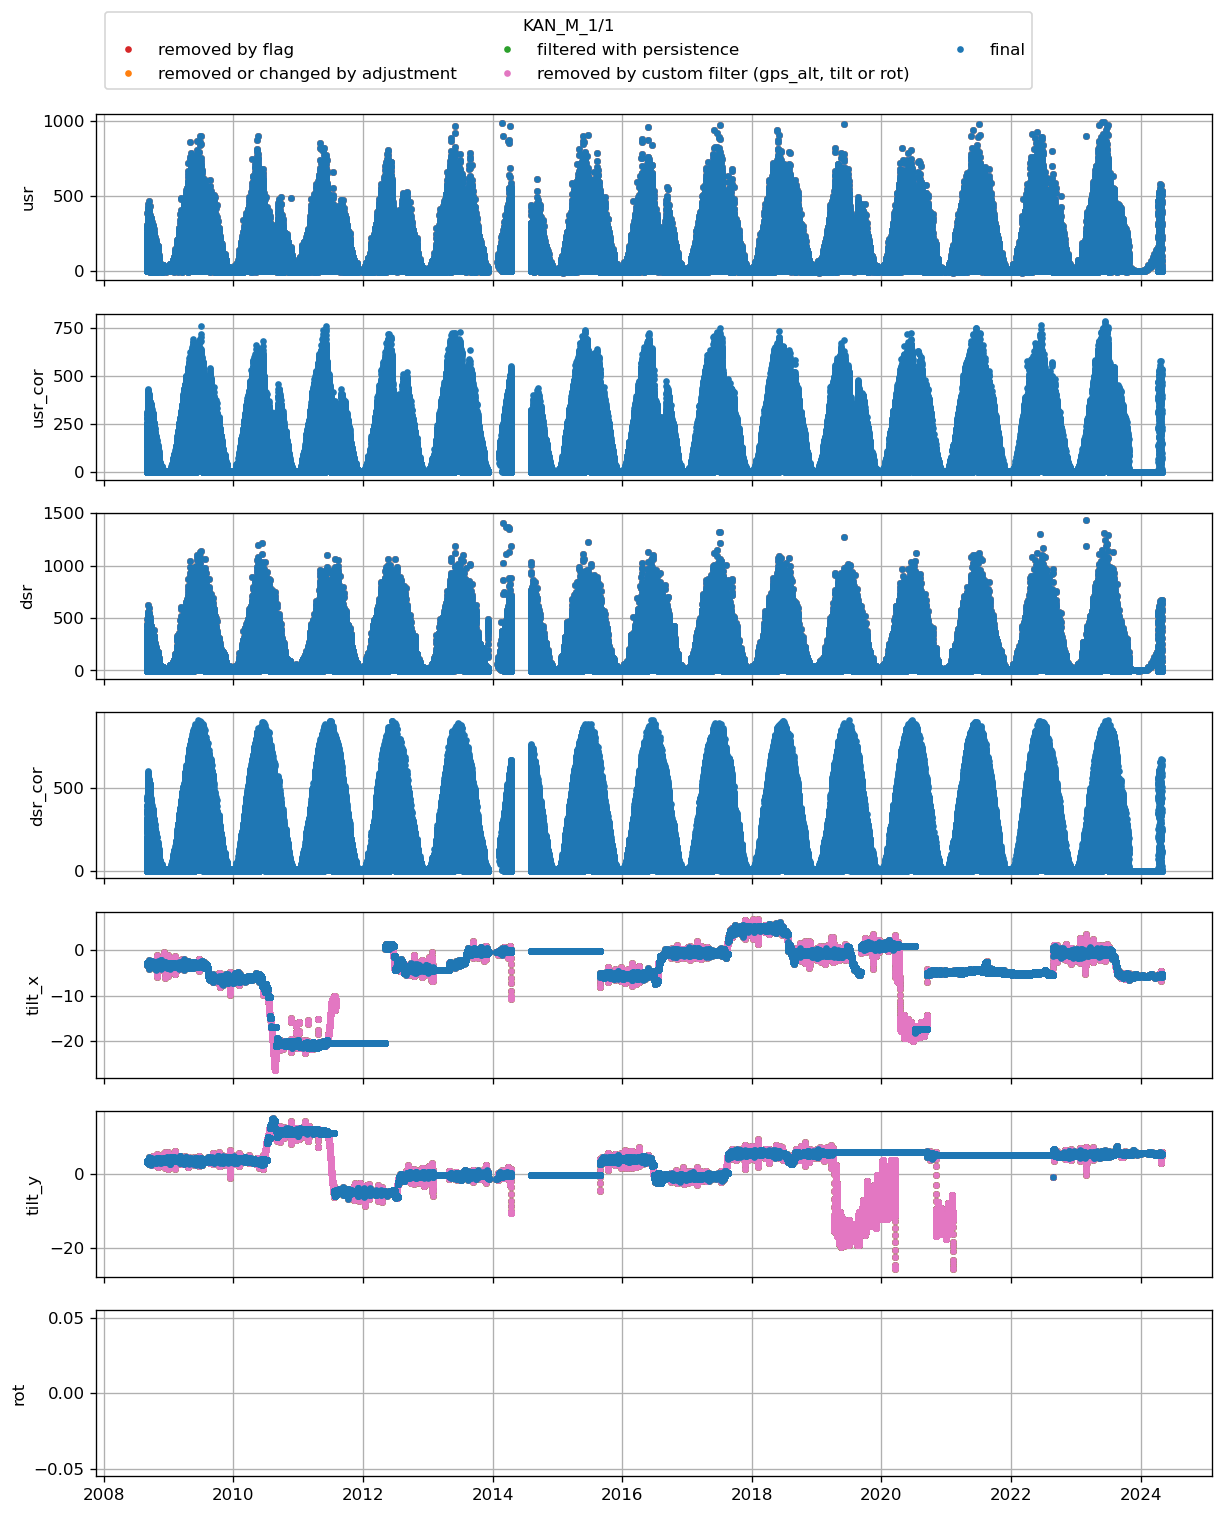 KAN_M_1/1
removed by flag
filtered with persistence
final
removed or changed by adjustment
removed by custom filter (gps_alt, tilt or rot)
1000
500
0
usr
750
500
250
0
usr_cor
1500
1000
500
0
dsr
500
0
dsr_cor
0
−10
−20
tilt_x
0
−20
tilt_y
0.05
0.00
−0.05
rot
2008 2010 2012 2014 2016 2018 2020 2022 2024